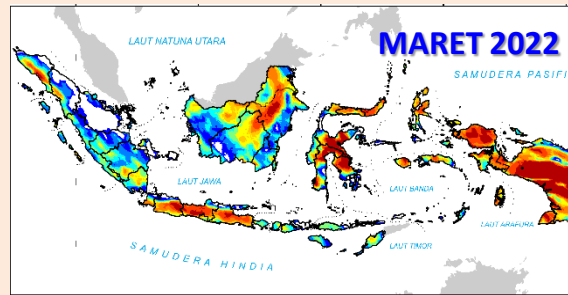 LAUT NATUNA UTARA
MARET 2022
SAMUDERA PASIFI
LAUT JAWA
LAUT BANDA
LAUT ARAFURA
LAUT TIMOR
SAMUDERA HINDIA